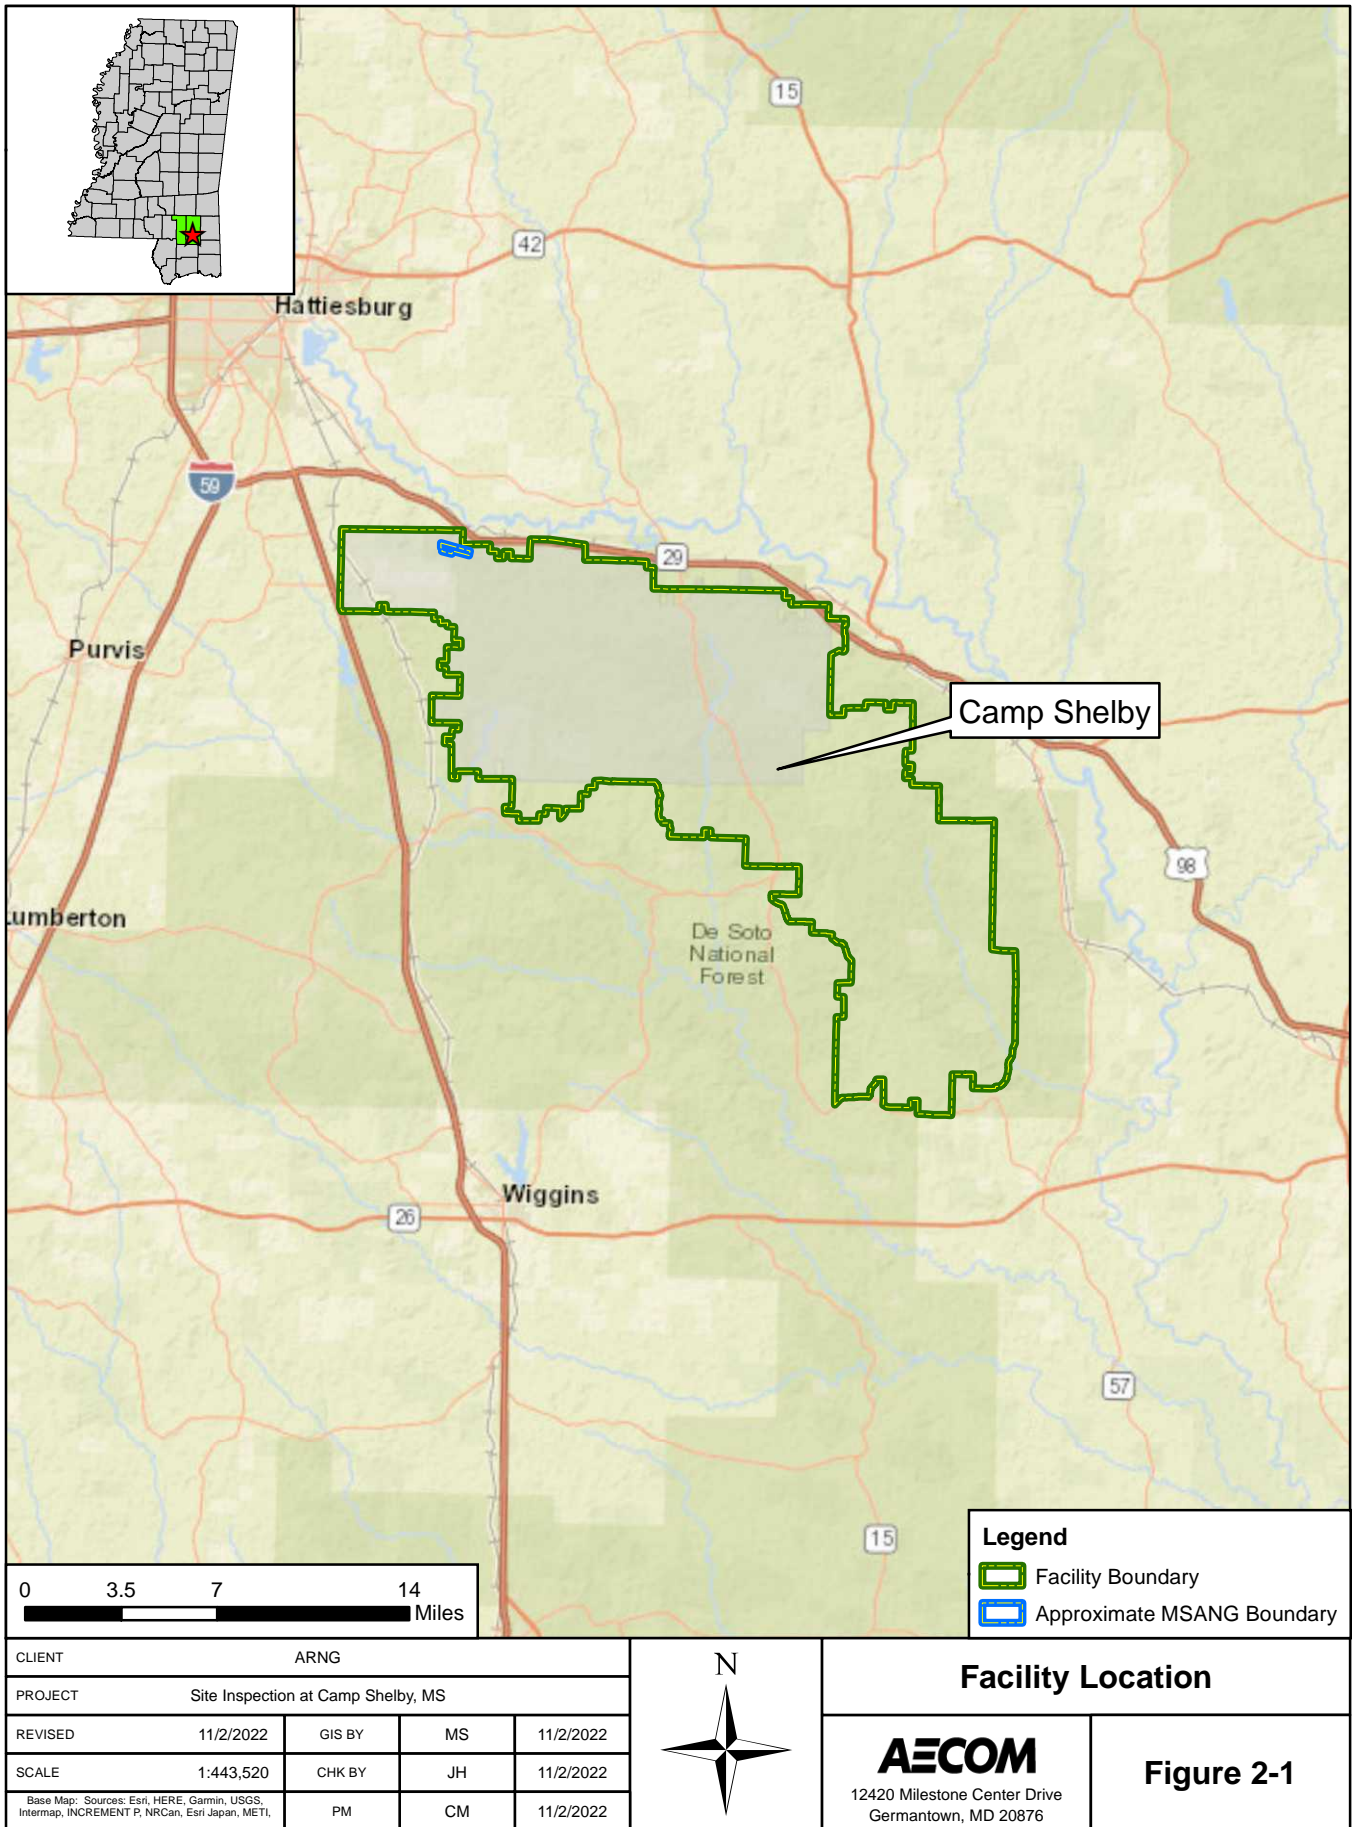 15
42
Hattiesburg
59
29
Purvis
Camp Shelby
98
Lumberton
De Soto
National
Forest
Wiggins
26
57
15
Legend
Facility Boundary
Approximate MSANG Boundary
0 3.5 7 14
Miles
CLIENT ARNG
PROJECT Site Inspection at Camp Shelby, MS
REVISED 11/2/2022 GIS BY MS 11/2/2022
SCALE 1:443,520 CHK BY JH 11/2/2022
Base Map: Sources: Esri, HERE, Garmin, USGS,
Intermap, INCREMENT P, NRCan, Esri Japan, METI,
PM CM 11/2/2022
N
Facility Location
AECOM
12420 Milestone Center Drive
Germantown, MD 20876
Figure 2-1